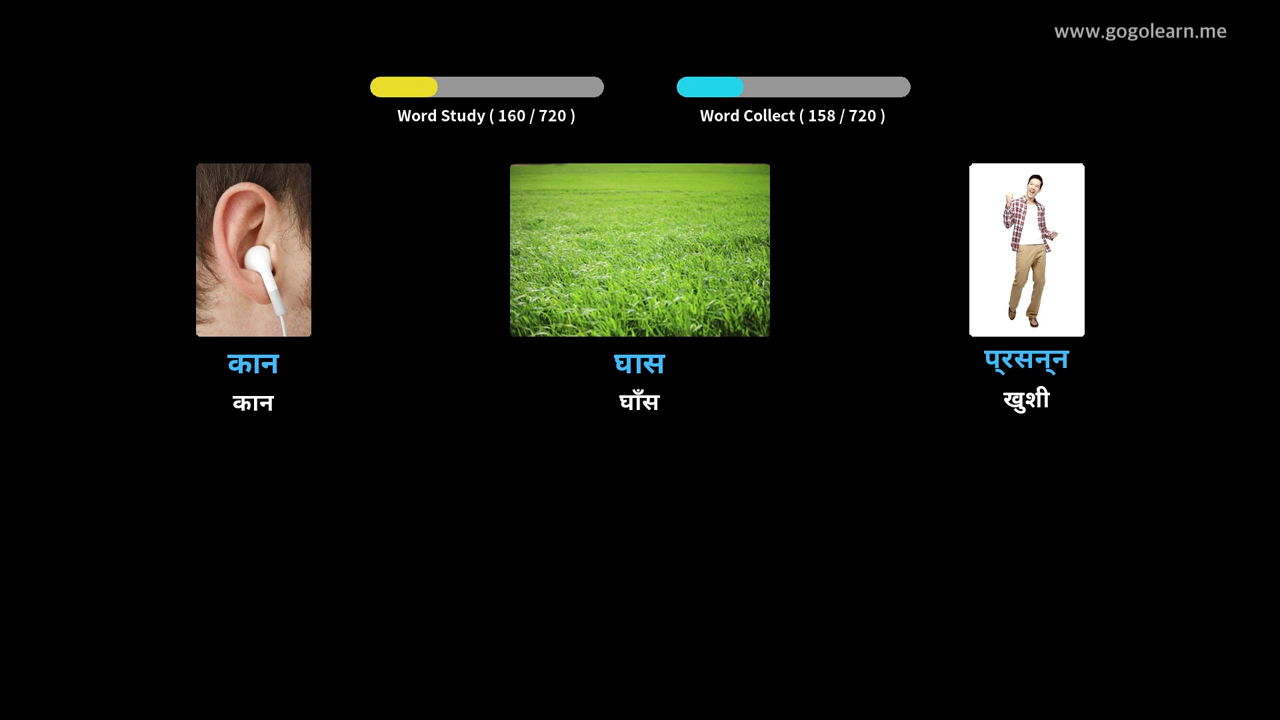 www.gogolearn.me
Word Study ( 160 / 720 )
Word Collect ( 158 / 720 )
कान
कान
घास
घाँस
प्रसन्न
खुशी